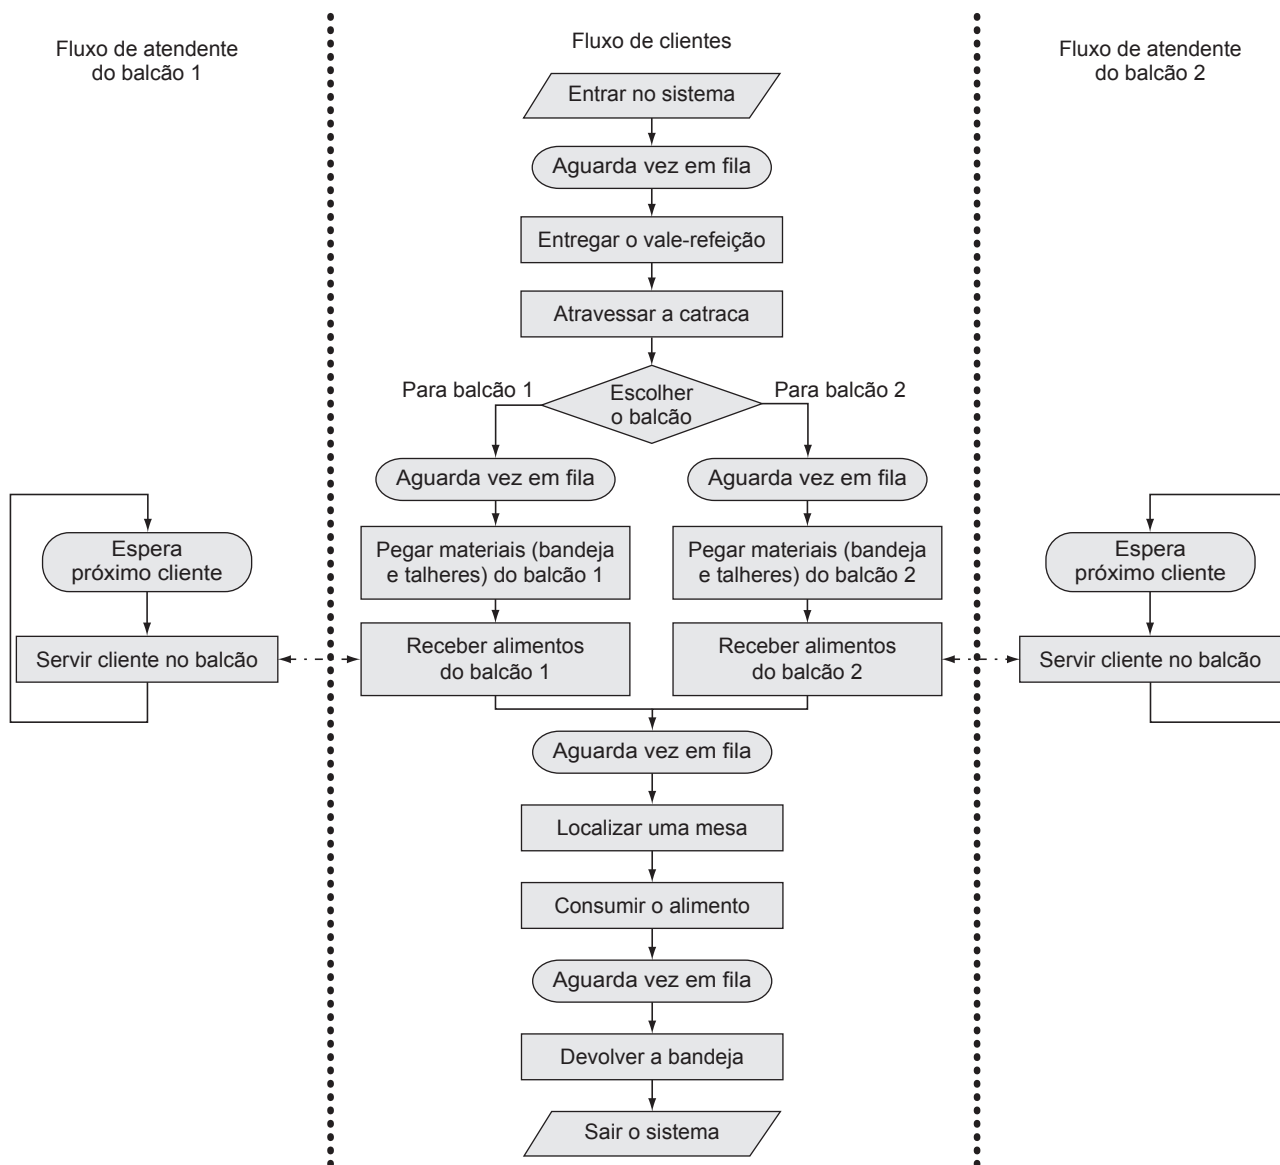 Fluxo de atendente
do balcão 1
Fluxo de clientes
Fluxo de atendente
do balcão 2
Entrar no sistema
Aguarda vez em fila
Entregar o vale-refeição
Atravessar a catraca
Para balcão 1
Escolher
o balcão
Para balcão 2
Aguarda vez em fila
Aguarda vez em fila
Espera
próximo cliente
Pegar materiais (bandeja
e talheres) do balcão 1
Pegar materiais (bandeja
e talheres) do balcão 2
Espera
próximo cliente
Servir cliente no balcão
Receber alimentos
do balcão 1
Receber alimentos
do balcão 2
Servir cliente no balcão
Aguarda vez em fila
Localizar uma mesa
Consumir o alimento
Aguarda vez em fila
Devolver a bandeja
Sair o sistema